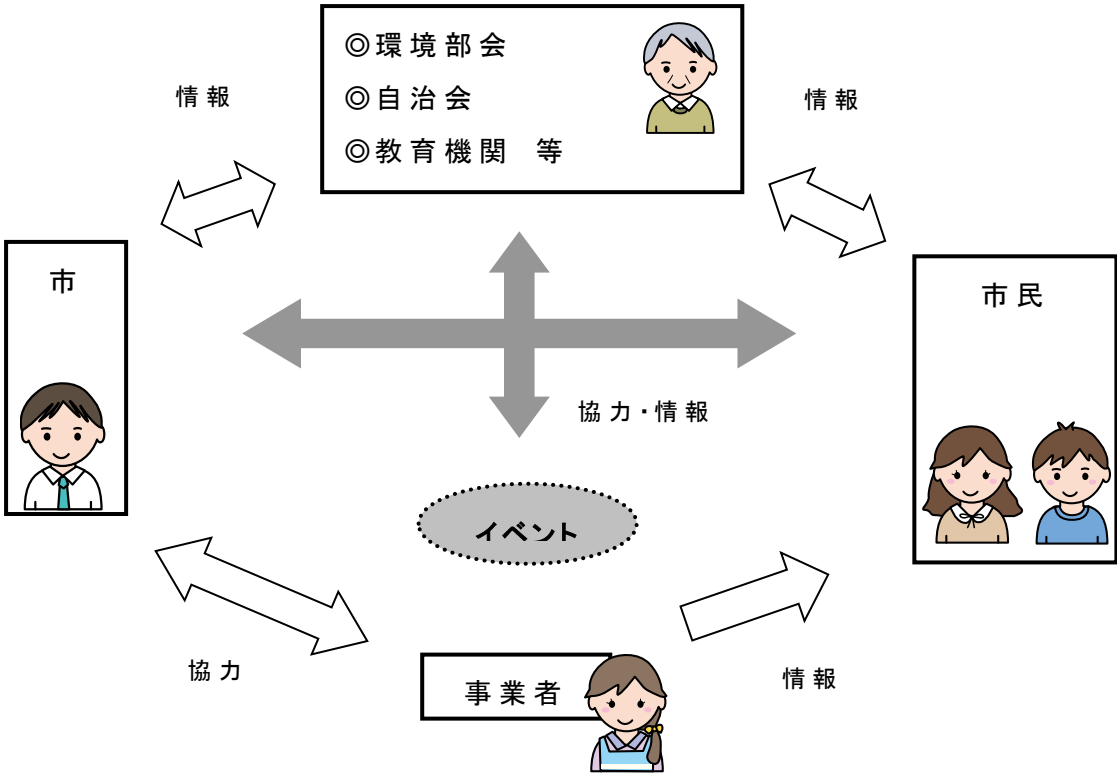 ◎環境部会
◎自治会
◎教育機関　等
情報
情報
市
市民
協力・情報
イベント
協力
事業者
情報